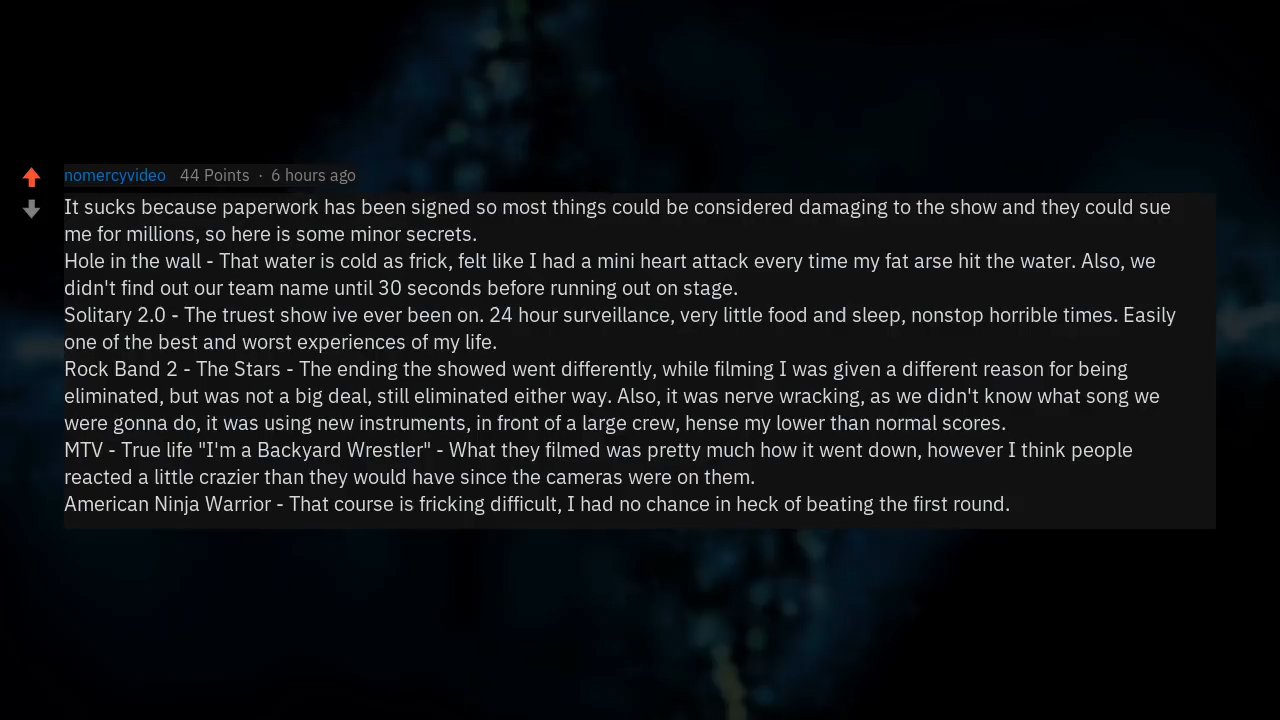 nomercyvideo 44 Points · 6 hours ago
It sucks because paperwork has been signed so most things could be considered damaging to the show and they could sue
me for millions, so here is some minor secrets.
Hole in the wall - That water is cold as frick, felt like I had a mini heart attack every time my fat arse hit the water. Also, we
didn't find out our team name until 30 seconds before running out on stage.
Solitary 2.0 - The truest show ive ever been on. 24 hour surveillance, very little food and sleep, nonstop horrible times. Easily
one of the best and worst experiences of my life.
Rock Band 2 - The Stars - The ending the showed went differently, while filming I was given a different reason for being
eliminated, but was not a big deal, still eliminated either way. Also, it was nerve wracking, as we didn't know what song we
were gonna do, it was using new instruments, in front of a large crew, hense my lower than normal scores.
MTV - True life "I'm a Backyard Wrestler" - What they filmed was pretty much how it went down, however I think people
reacted a little crazier than they would have since the cameras were on them.
American Ninja Warrior - That course is fricking difficult, I had no chance in heck of beating the first round.